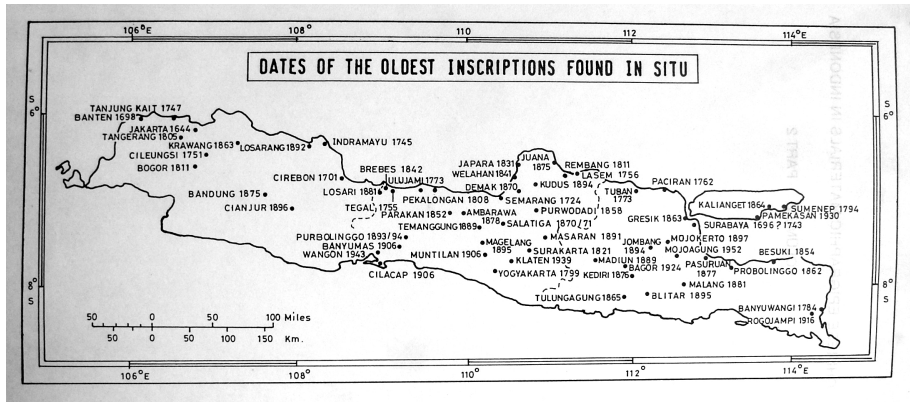 106°E
108
110
112
114°E
DATES OF THE OLDEST INSCRIPTIONS FOUND IN SITU
S
6°
S
6°
TANJUNG KAIT 1747
BANTEN 1698
JAKARTA 1644
TANGERANG 1805
KRAWANG 1863
LOSARANG 1892
INDRAMAYU 1745
CILEUNGSI 1751
BOGOR 1811
CIREBON 1701
BREBES 1842
ULUJAMI 1773
LOSARI 1881
BANDUNG 1875
CIANJUR 1896
TEGAL 1755
PEKALONGAN 1808
JAPARA 1831
JUANA
1875
WELAHAN 1841
REMBANG 1811
LASEM 1756
DEMAK 1870
KUDUS 1894
TUBAN
1773
PACIRAN 1762
SEMARANG 1724
KALIANGET 1864
SUMENEP 1794
PAMEKASAN 1930
PARAKAN 1852
AMBARAWA
1878
PURWODADI 1858
GRESIK 1863
SURABAYA 1696 ? 1743
TEMANGGUNG 1889
SALATIGA 1870/71
PURBOLINGGO 1893/94
BANYUMAS 1906
WANGON 1943
CILACAP 1906
MUNTILAN 1906
MAGELANG
1895
MASARAN 1891
SURAKARTA 1821
KLATEN 1939
YOGYAKARTA 1799
JOMBANG
1894
MOJOKERTO 1897
MOJOAGUNG 1952
MADIUN 1889
BAGOR 1924
KEDIRI 1876
PASURUAN
1877
BESUKI 1854
PROBOLINGGO 1862
MALANG 1881
TULUNGAGUNG 1865
BLITAR 1895
BANYUWANGI 1784
ROGOJAMPI 1916
8°
S
8°
S
50 0 50 100 Miles
50 0 50 100 150 Km.
106°E
108
110
112
114°E